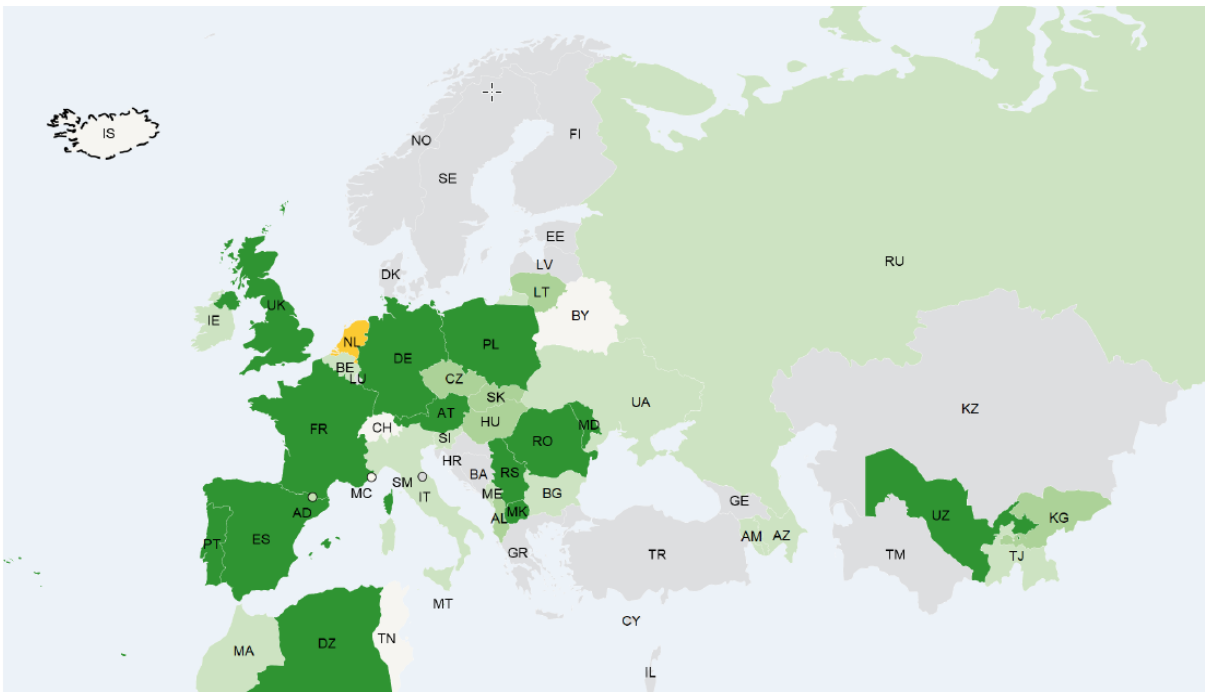 IS
NO
FI
SE
EE
LV
DK
RU
LT
UK
IE
BY
NL
PL
BE
DE
LU
CZ
SK
UA
KZ
AT
HU
FR
CH
MD
SI
RO
HR
BA
RS
MC
SM
IT
ME
BG
GE
AD
MK
AL
UZ
KG
PT
ES
AM
AZ
GR
TR
TM
TJ
MT
CY
DZ
TN
MA
IL